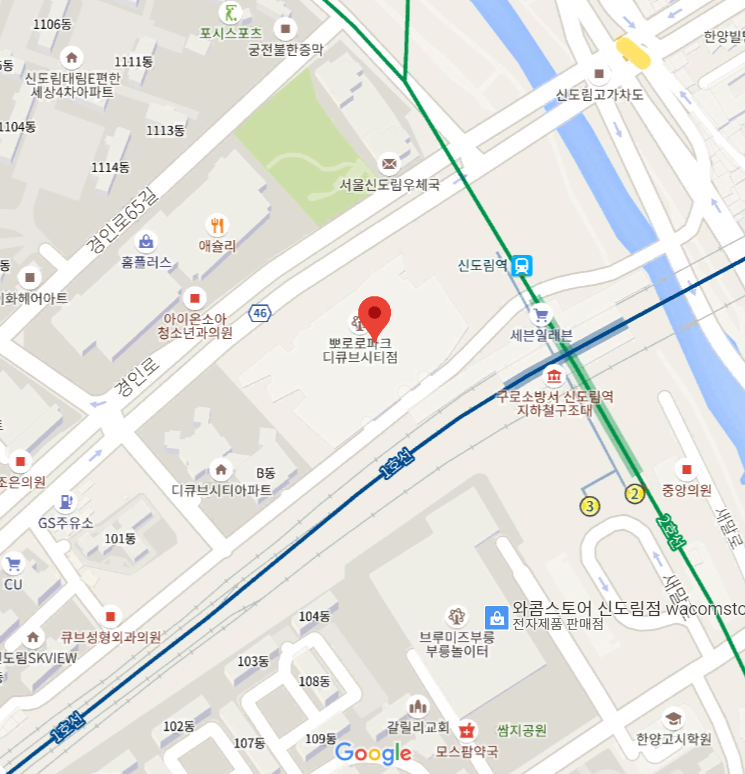 1106동
포시스포츠
궁전불한증막
한양빌딩
1111동
신도림대림E편한
세상4차아파트
신도림고가차도
1104동
1113동
1114동
서울신도림우체국
경인로65길
애슐리
홈플러스
신도림역
이화헤어아트
아이온소아
청소년과의원
46
세븐일레븐
뽀로로파크
디큐브시티점
경인로
구로소방서 신도림역
지하철구조대
조은의원
1호선
B동
디큐브시티아파트
중앙의원
2
3
GS주유소
101동
2호선
새말로
CU
새말로
104동
와콤스토어 신도림점 wacomsto
전자제품 판매점
큐브성형외과의원
브루미즈부릉
부릉놀이터
도림SKVIEW
103동
108동
1호선
102동
107동
109동
갈릴리교회
쌈지공원
모스팜약국
한양고시학원
Google